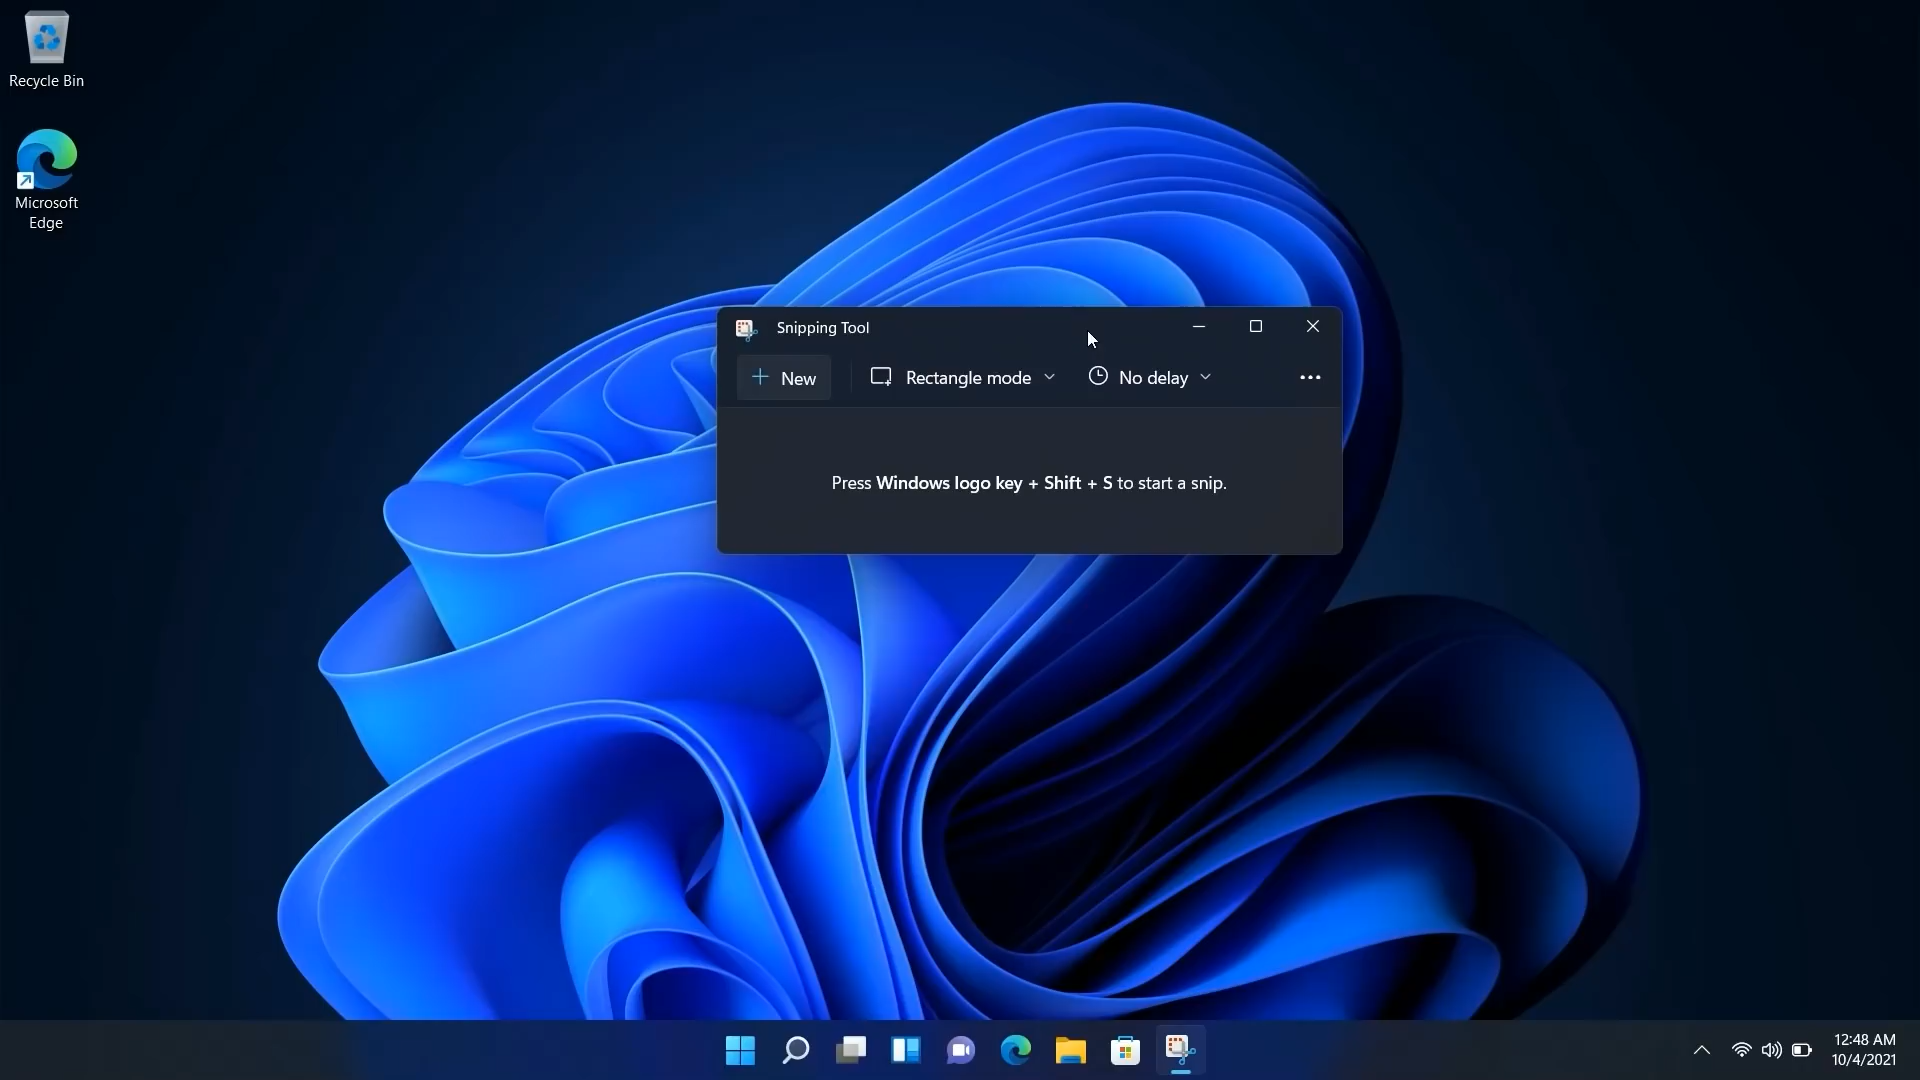 Recycle Bin
Microsoft
Edge
Snipping Tool
New
Rectangle mode
No delay
Press Windows logo key + Shift + S to start a snip.
12:48 AM
10/4/2021